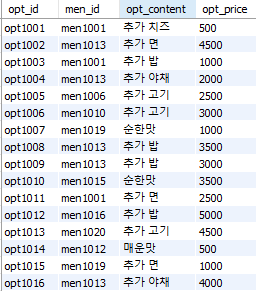 opt_id men_id opt_content opt_price
opt1001 men1001 추가 치즈 500
opt1002 men1013 추가 면 4500
opt1003 men1001 추가 밥 1000
opt1004 men1013 추가 야채 2000
opt1005 men1006 추가 고기 2500
opt1006 men1010 추가 고기 3000
opt1007 men1019 순한맛 1000
opt1008 men1013 추가 밥 3500
opt1009 men1013 추가 밥 3000
opt1010 men1015 순한맛 3500
opt1011 men1001 추가 면 2500
opt1012 men1016 추가 밥 5000
opt1013 men1020 추가 고기 4500
opt1014 men1012 매운맛 500
opt1015 men1019 추가 면 1000
opt1016 men1013 추가 야채 4000